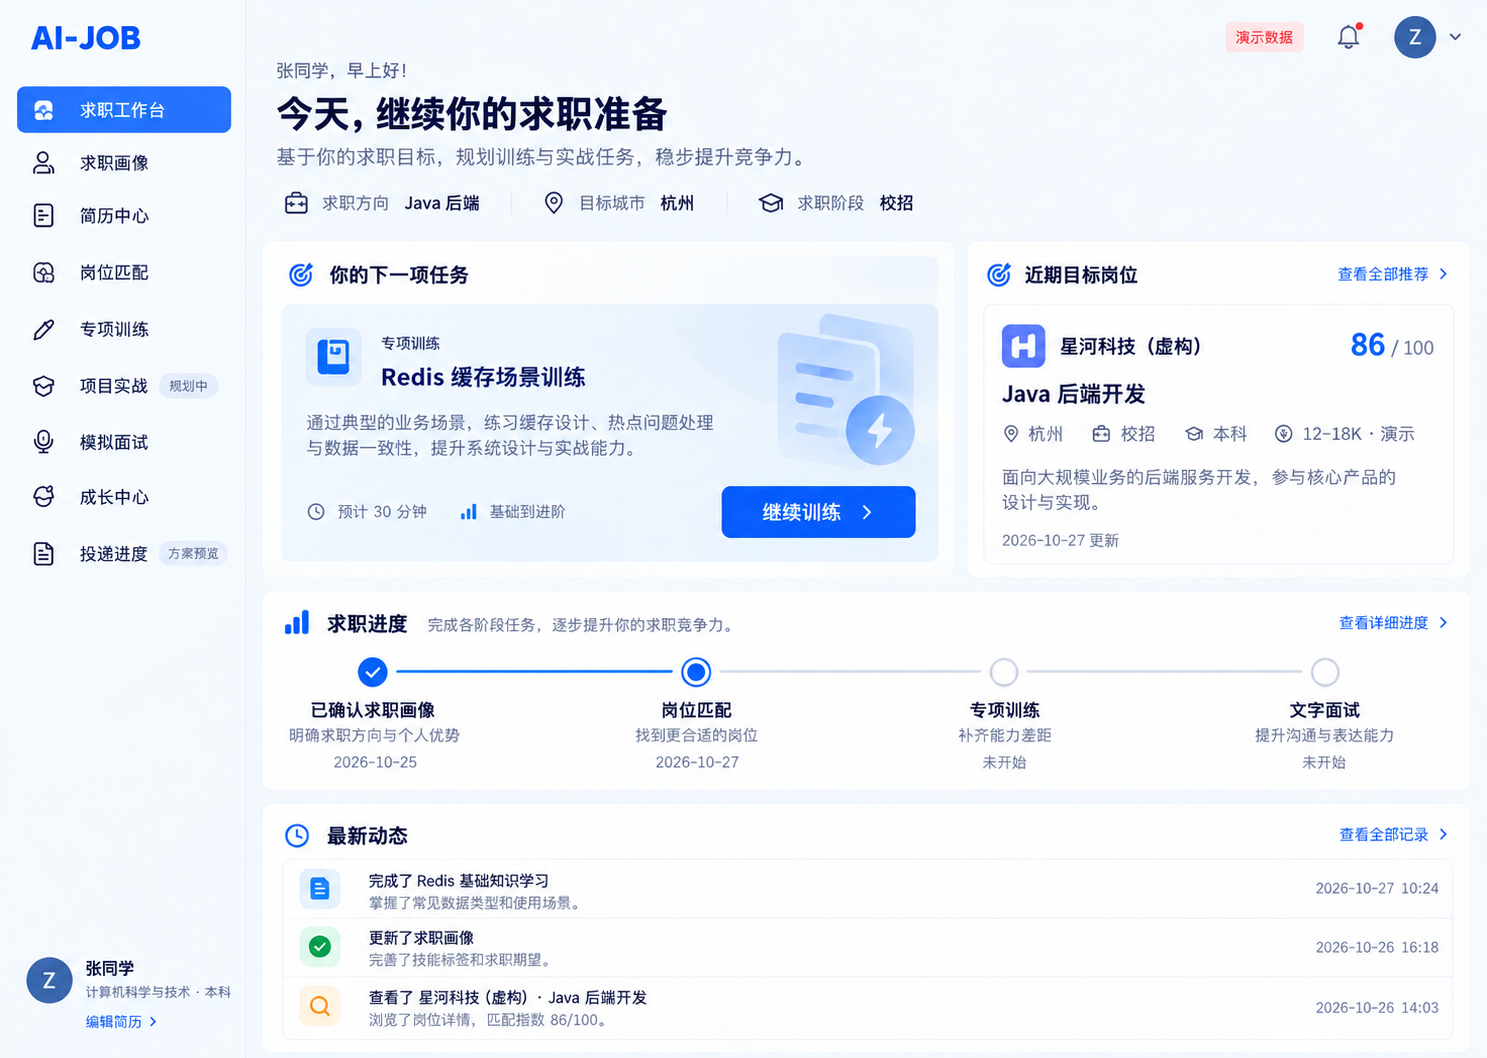 AI-JOB
求职工作台
求职画像
简历中心
岗位匹配
专项训练
项目实战 规划中
模拟面试
成长中心
投递进度 方案预览
Z
张同学
计算机科学与技术 · 本科
编辑简历
演示数据
Z
张同学，早上好！
今天，继续你的求职准备
基于你的求职目标，规划训练与实战任务，稳步提升竞争力。
求职方向 Java 后端 目标城市 杭州 求职阶段 校招
你的下一项任务
专项训练
Redis 缓存场景训练
通过典型的业务场景，练习缓存设计、热点问题处理
与数据一致性，提升系统设计与实战能力。
预计 30 分钟 基础到进阶
继续训练
近期目标岗位 查看全部推荐
星河科技（虚构） 86 / 100
Java 后端开发
杭州 校招 本科 12-18K · 演示
面向大规模业务的后端服务开发，参与核心产品的
设计与实现。
2026-10-27 更新
求职进度 完成各阶段任务，逐步提升你的求职竞争力。 查看详细进度
已确认求职画像 岗位匹配 专项训练 文字面试
明确求职方向与个人优势 找到更合适的岗位 补齐能力差距 提升沟通与表达能力
2026-10-25 2026-10-27 未开始 未开始
最新动态 查看全部记录
完成了 Redis 基础知识学习
掌握了常见数据类型和使用场景。
2026-10-27 10:24
更新了求职画像
完善了技能标签和求职期望。
2026-10-26 16:18
查看了 星河科技（虚构）· Java 后端开发
浏览了岗位详情，匹配指数 86/100。
2026-10-26 14:03